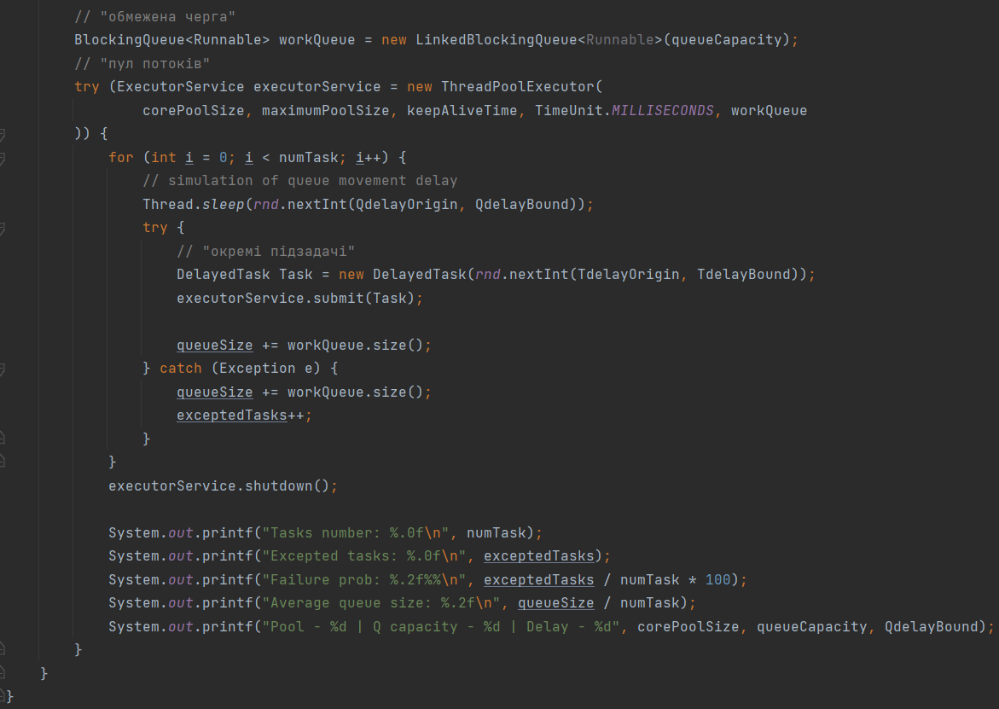 // "обмежена черга"
BlockingQueue<Runnable> workQueue = new LinkedBlockingQueue<Runnable>(queueCapacity);
// "пул потоків"
try (ExecutorService executorService = new ThreadPoolExecutor(
corePoolSize, maximumPoolSize, keepAliveTime, TimeUnit.MILLISECONDS, workQueue
)) {
for (int i = 0; i < numTask; i++) {
// simulation of queue movement delay
Thread.sleep(rnd.nextInt(QdelayOrigin, QdelayBound));
try {
// "окремі підзадачі"
DelayedTask Task = new DelayedTask(rnd.nextInt(TdelayOrigin, TdelayBound));
executorService.submit(Task);
queueSize += workQueue.size();
} catch (Exception e) {
queueSize += workQueue.size();
exceptedTasks++;
}
}
executorService.shutdown();
System.out.printf("Tasks number: %.0f\n", numTask);
System.out.printf("Excepted tasks: %.0f\n", exceptedTasks);
System.out.printf("Failure prob: %.2f%%\n", exceptedTasks / numTask * 100);
System.out.printf("Average queue size: %.2f\n", queueSize / numTask);
System.out.printf("Pool - %d | Q capacity - %d | Delay - %d", corePoolSize, queueCapacity, QdelayBound);
}
}
}